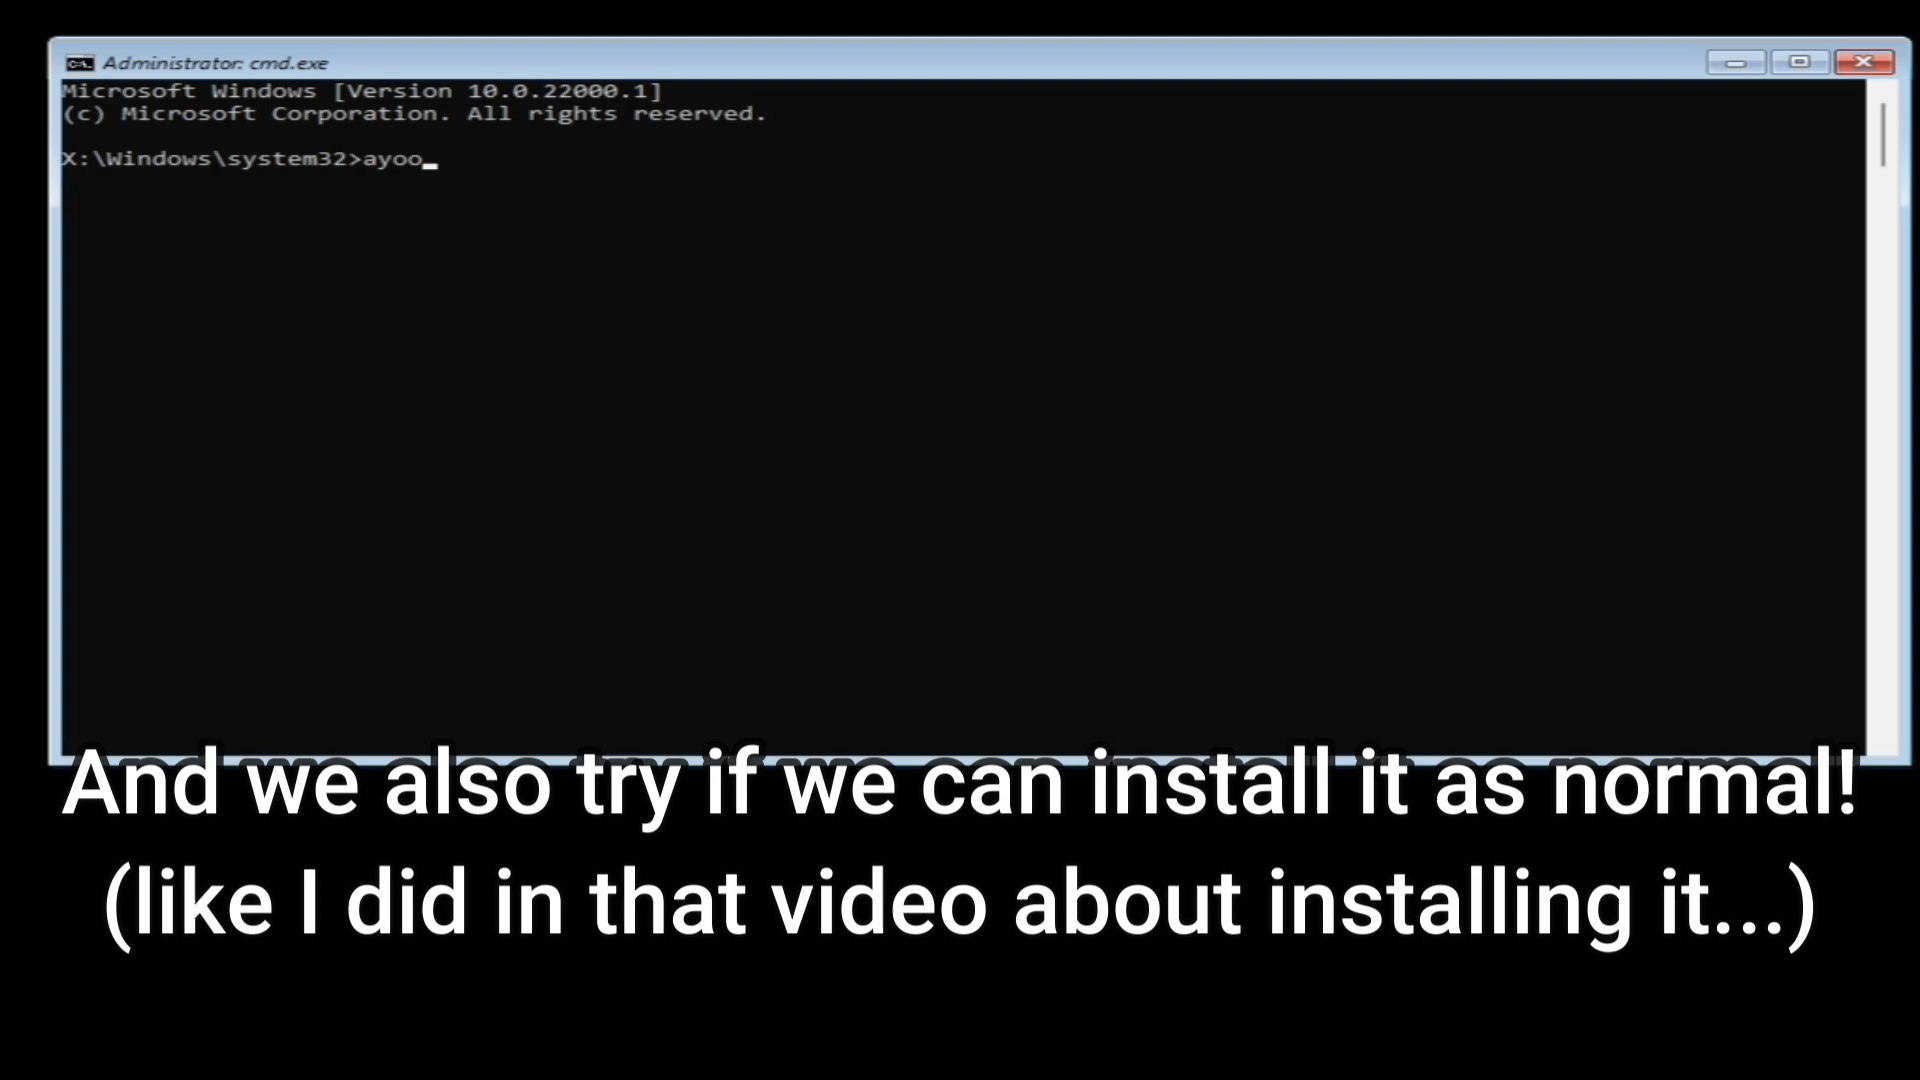 Administrator: cmd.exe
Microsoft Windows [Version 10.0.22000.1]
(c) Microsoft Corporation. All rights reserved.
X:\Windows\system32>ayoo
And we also try if we can install it as normal!
(like I did in that video about installing it...)